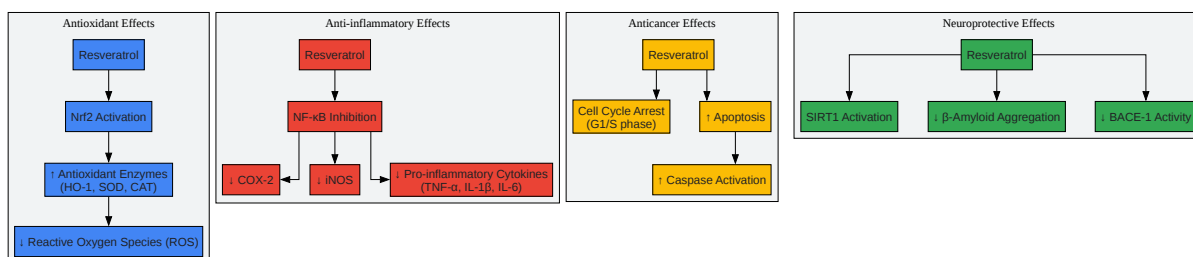 Antioxidant Effects
Resveratrol
Nrf2 Activation
↑ Antioxidant Enzymes
(HO-1, SOD, CAT)
↓ Reactive Oxygen Species (ROS)
Anti-inflammatory Effects
Resveratrol
NF-κB Inhibition
↓ COX-2
↓ iNOS
↓ Pro-inflammatory Cytokines
(TNF-α, IL-1β, IL-6)
Anticancer Effects
Resveratrol
Cell Cycle Arrest
(G1/S phase)
↑ Apoptosis
↑ Caspase Activation
Neuroprotective Effects
Resveratrol
SIRT1 Activation
↓ β-Amyloid Aggregation
↓ BACE-1 Activity